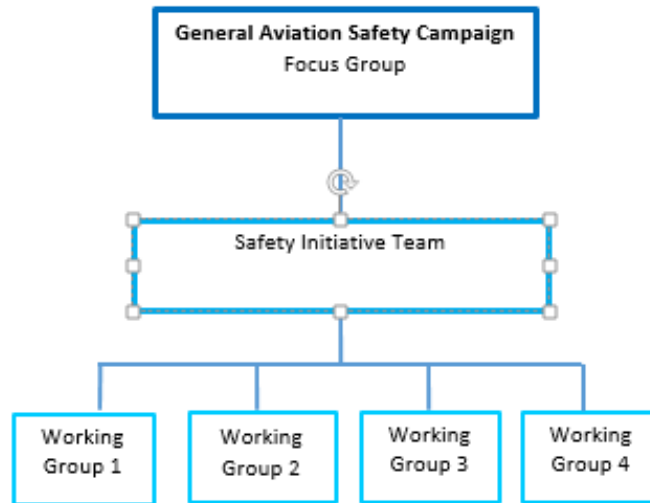 General Aviation Safety Campaign
Focus Group
Safety Initiative Team
Working
Group 1
Working
Group 2
Working
Group 3
Working
Group 4